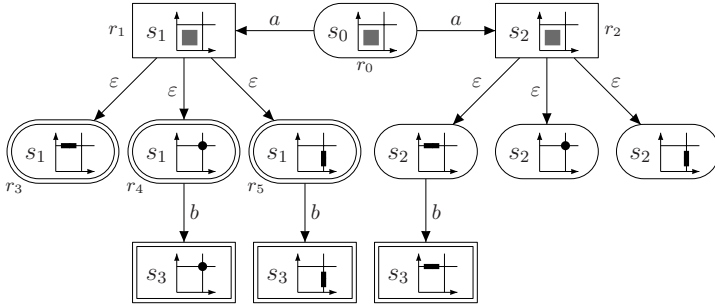 r₁ s₁ a s₀ a s₂ r₂
r₀
ε ε ε ε ε ε
s₁ s₁ s₁ s₂ s₂ s₂
r₃ r₄ r₅
b b b
s₃ s₃ s₃